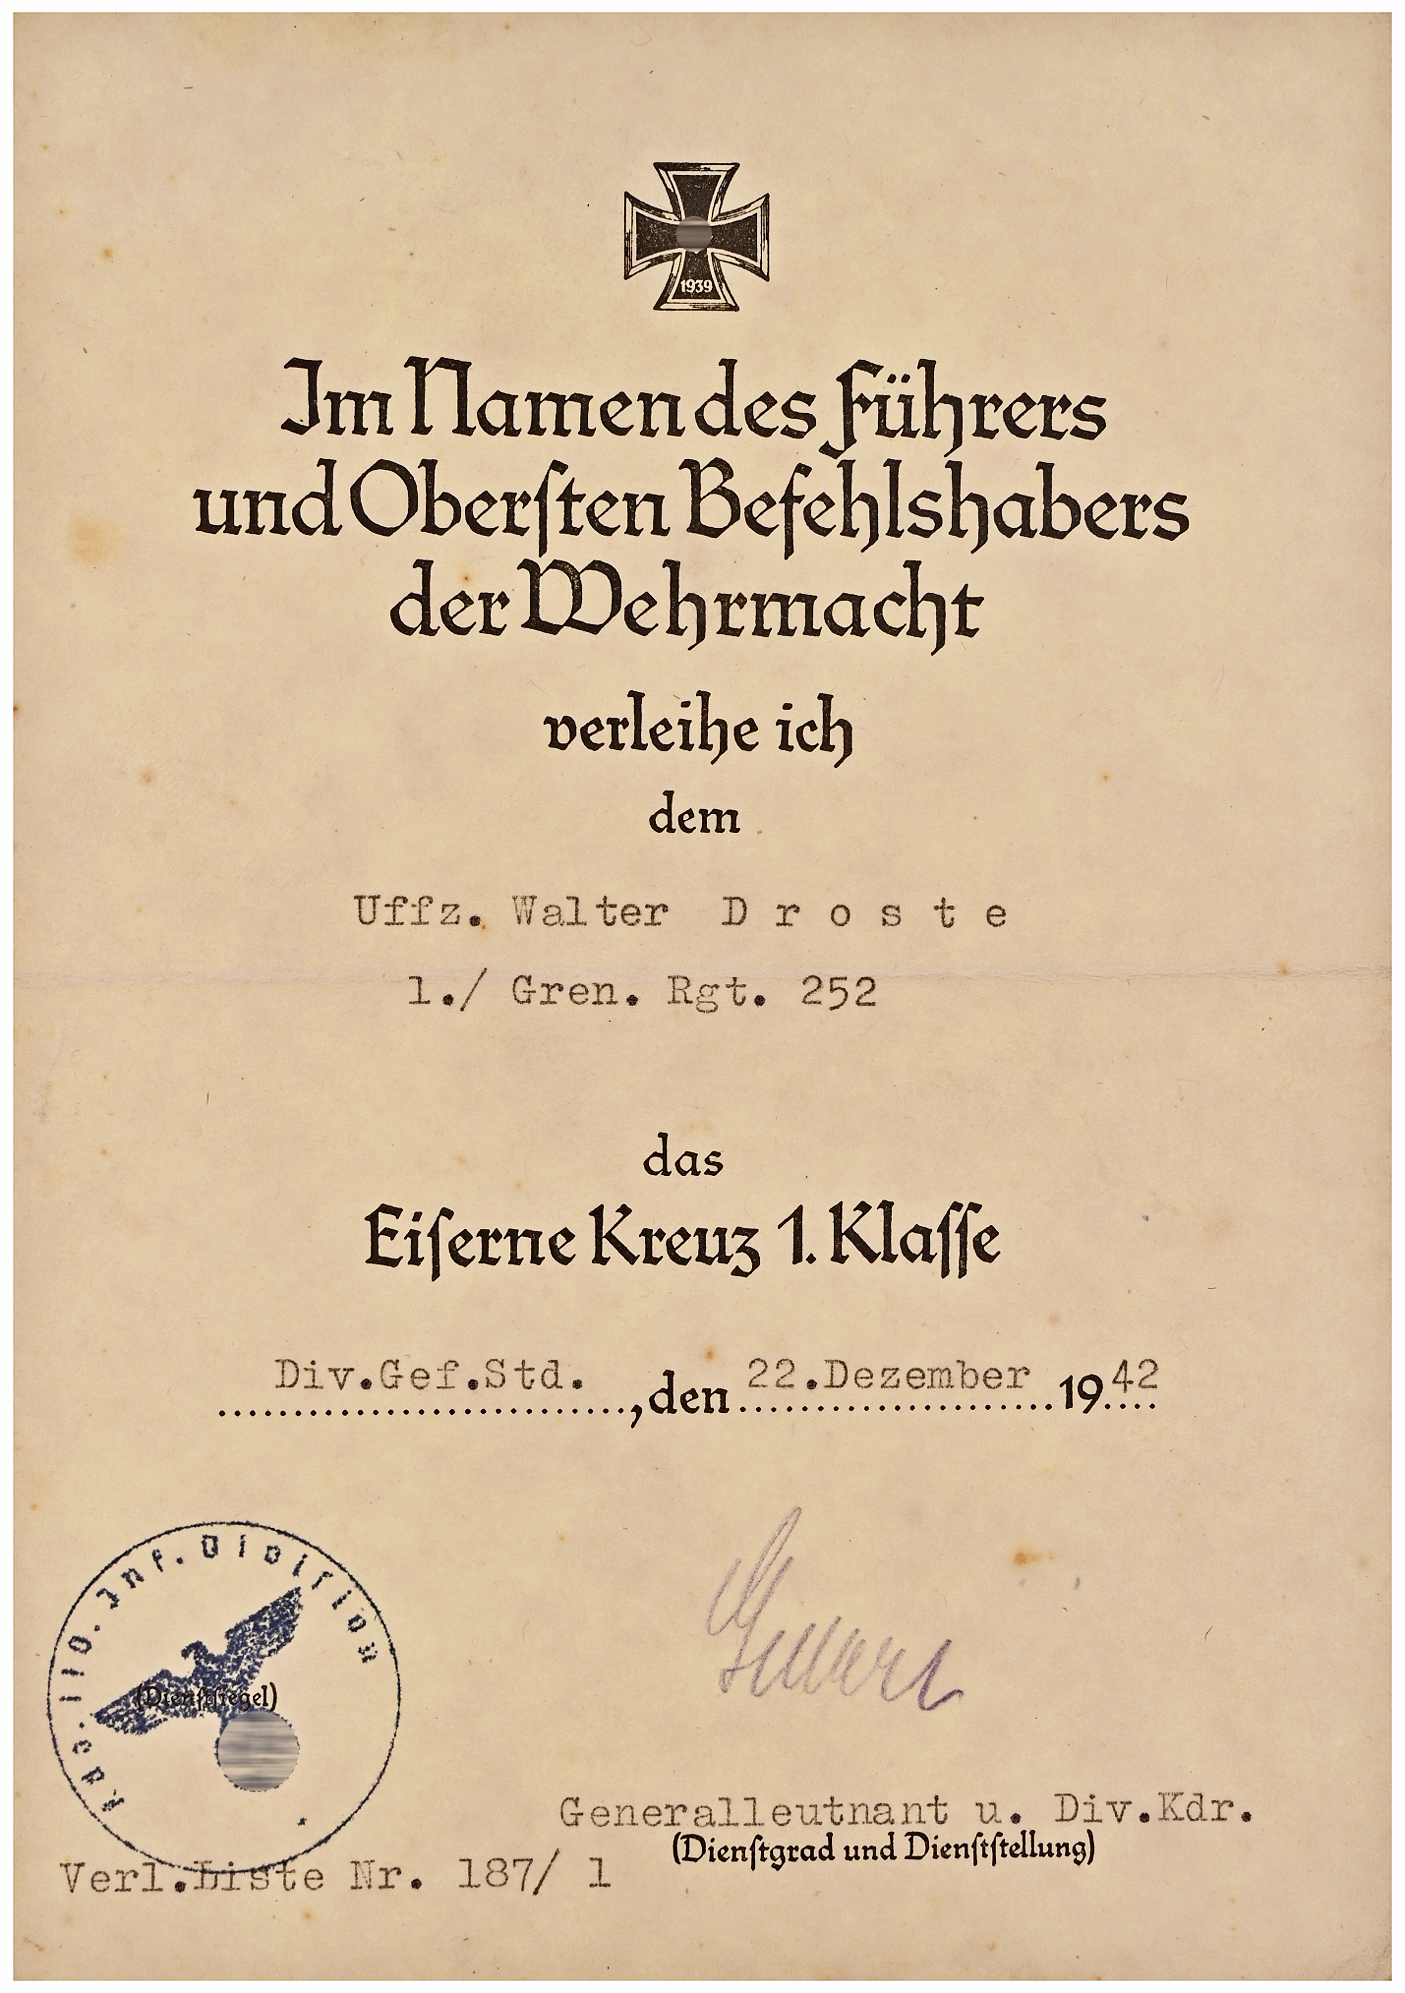 1939
Im Namen des Führers
und Oberſten Befehlshabers
der Wehrmacht
verleihe ich
dem
Uffz. Walter D r o s t e
1./ Gren. Rgt. 252
das
Eiſerne Kreuz 1. Klaſſe
Div.Gef.Std. , den 22.Dezember 1942
Kdo. 110. Inf. Diviſion
(Dienſtſiegel)
Generalleutnant u. Div.Kdr.
(Dienſtgrad und Dienſtſtellung)
Verl.Liste Nr. 187/ 1